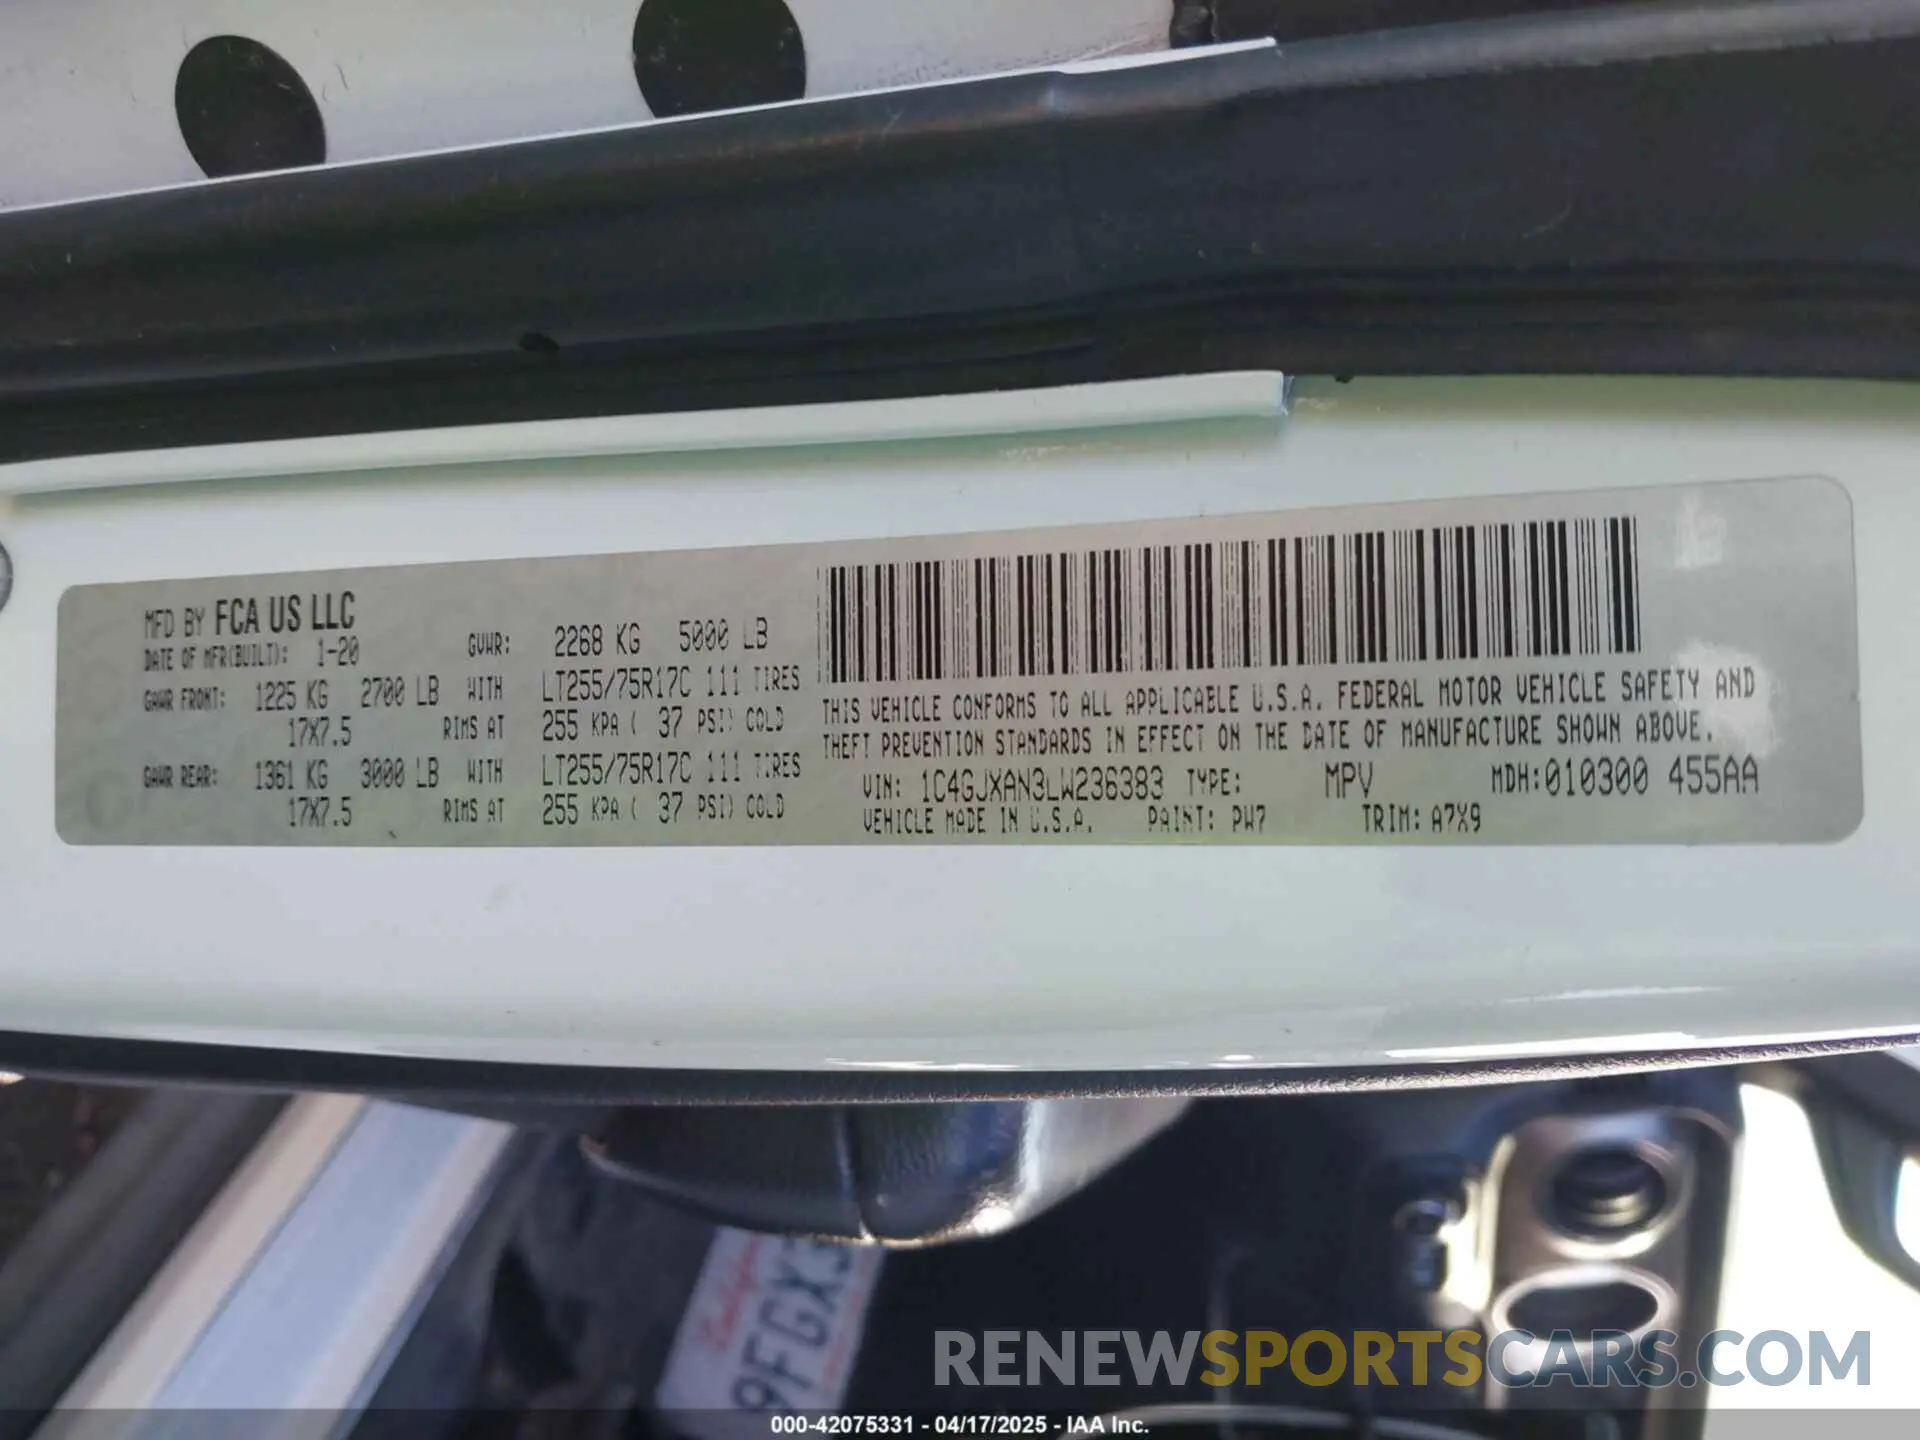 MFD BY FCA US LLC
DATE OF MFR(BUILT): 1-20
GVWR: 2268 KG 5000 LB
GAWR FRONT: 1225 KG 2700 LB WITH LT255/75R17C 111 TIRES
17X7.5 RIMS AT 255 KPA ( 37 PSI) COLD
GAWR REAR: 1361 KG 3000 LB WITH LT255/75R17C 111 TIRES
17X7.5 RIMS AT 255 KPA ( 37 PSI) COLD
THIS VEHICLE CONFORMS TO ALL APPLICABLE U.S.A. FEDERAL MOTOR VEHICLE SAFETY AND
THEFT PREVENTION STANDARDS IN EFFECT ON THE DATE OF MANUFACTURE SHOWN ABOVE.
VIN: 1C4GJXAN3LW236383 TYPE: MPV MDH:010300 455AA
VEHICLE MADE IN U.S.A. PAINT: PW7 TRIM: A7X9
California
9FGX3
RENEWSPORTSCARS.COM
000-42075331 - 04/17/2025 - IAA Inc.